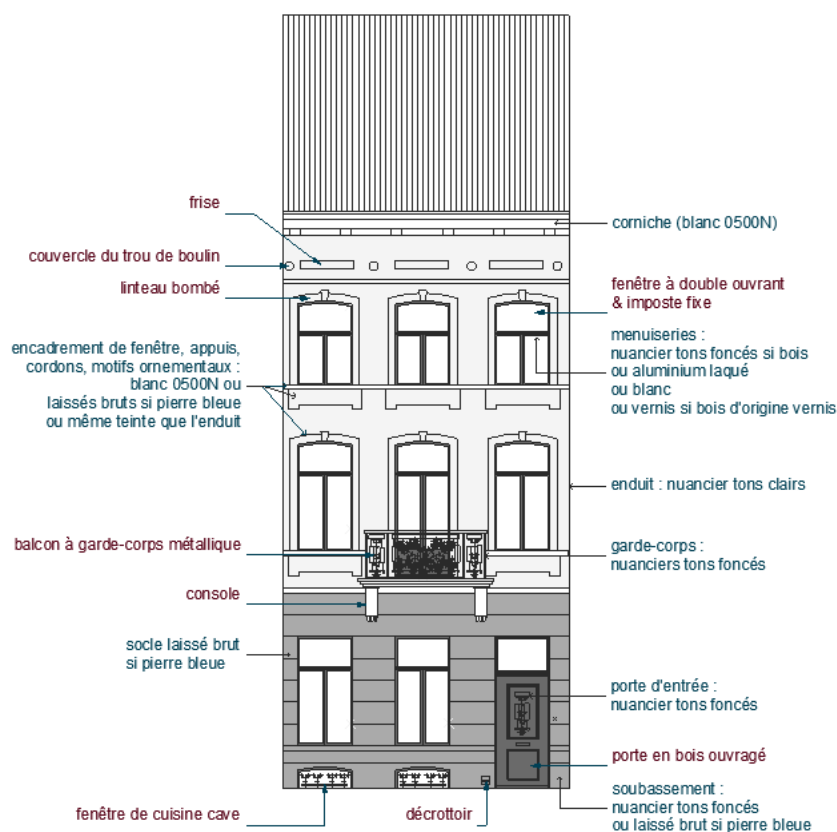 frise
corniche (blanc 0500N)
couvercle du trou de boulin
linteau bombé
fenêtre à double ouvrant
& imposte fixe
encadrement de fenêtre, appuis,
cordons, motifs ornementaux :
blanc 0500N ou
laissés bruts si pierre bleue
ou même teinte que l'enduit
menuiseries :
nuancier tons foncés si bois
ou aluminium laqué
ou blanc
ou vernis si bois d'origine vernis
enduit : nuancier tons clairs
balcon à garde-corps métallique
garde-corps :
nuanciers tons foncés
console
socle laissé brut
si pierre bleue
porte d'entrée :
nuancier tons foncés
porte en bois ouvragé
fenêtre de cuisine cave
décrottoir
soubassement :
nuancier tons foncés
ou laissé brut si pierre bleue